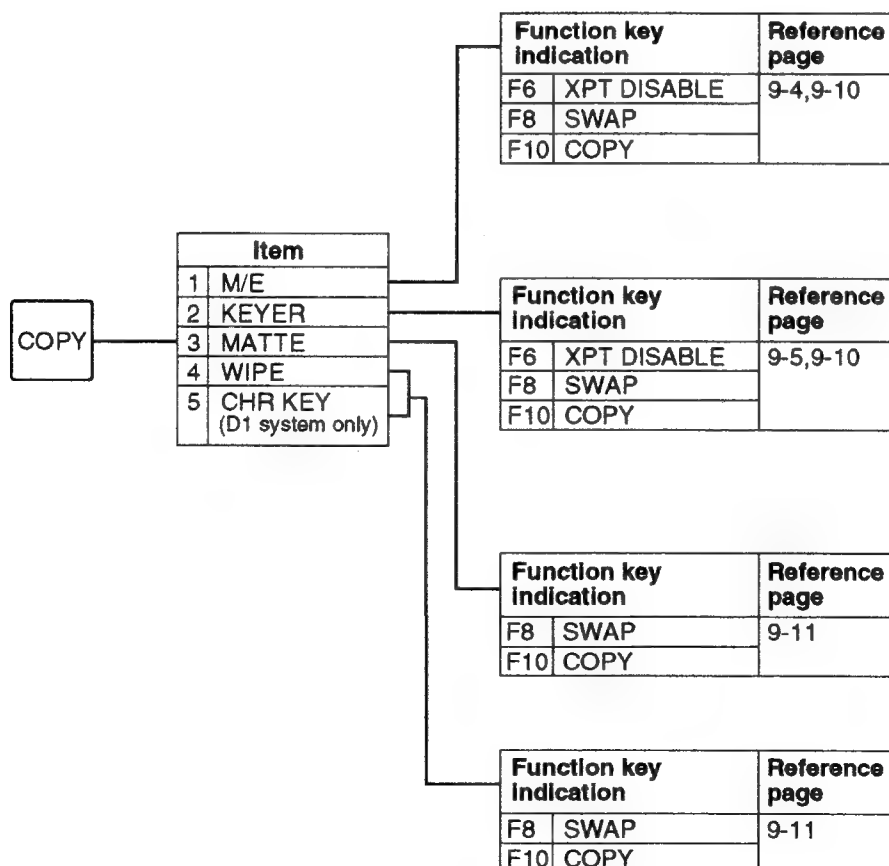 COPY
Item
1 M/E
2 KEYER
3 MATTE
4 WIPE
5 CHR KEY
(D1 system only)
Function key indication Reference page
F6 XPT DISABLE 9-4,9-10
F8 SWAP
F10 COPY
Function key indication Reference page
F6 XPT DISABLE 9-5,9-10
F8 SWAP
F10 COPY
Function key indication Reference page
F8 SWAP 9-11
F10 COPY
Function key indication Reference page
F8 SWAP 9-11
F10 COPY